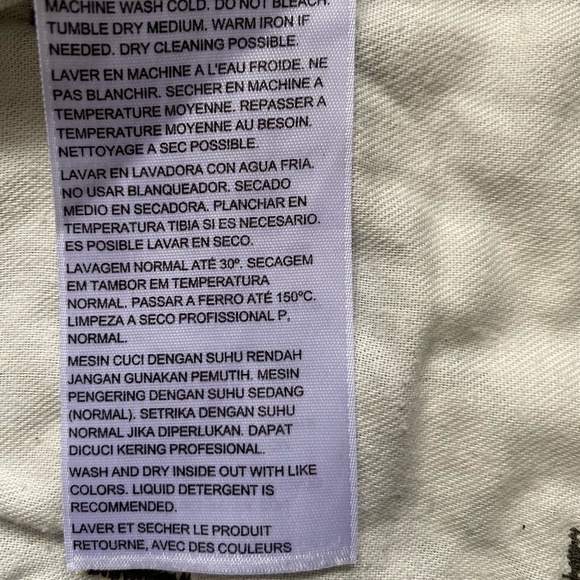 MACHINE WASH COLD. DO NOT BLEACH.
TUMBLE DRY MEDIUM. WARM IRON IF
NEEDED. DRY CLEANING POSSIBLE.
LAVER EN MACHINE A L'EAU FROIDE. NE
PAS BLANCHIR. SECHER EN MACHINE A
TEMPERATURE MOYENNE. REPASSER A
TEMPERATURE MOYENNE AU BESOIN.
NETTOYAGE A SEC POSSIBLE.
LAVAR EN LAVADORA CON AGUA FRIA.
NO USAR BLANQUEADOR. SECADO
MEDIO EN SECADORA. PLANCHAR EN
TEMPERATURA TIBIA SI ES NECESARIO.
ES POSIBLE LAVAR EN SECO.
LAVAGEM NORMAL ATÉ 30º. SECAGEM
EM TAMBOR EM TEMPERATURA
NORMAL. PASSAR A FERRO ATÉ 150ºC.
LIMPEZA A SECO PROFISSIONAL P,
NORMAL.
MESIN CUCI DENGAN SUHU RENDAH
JANGAN GUNAKAN PEMUTIH. MESIN
PENGERING DENGAN SUHU SEDANG
(NORMAL). SETRIKA DENGAN SUHU
NORMAL JIKA DIPERLUKAN. DAPAT
DICUCI KERING PROFESIONAL.
WASH AND DRY INSIDE OUT WITH LIKE
COLORS. LIQUID DETERGENT IS
RECOMMENDED.
LAVER ET SECHER LE PRODUIT
RETOURNE, AVEC DES COULEURS